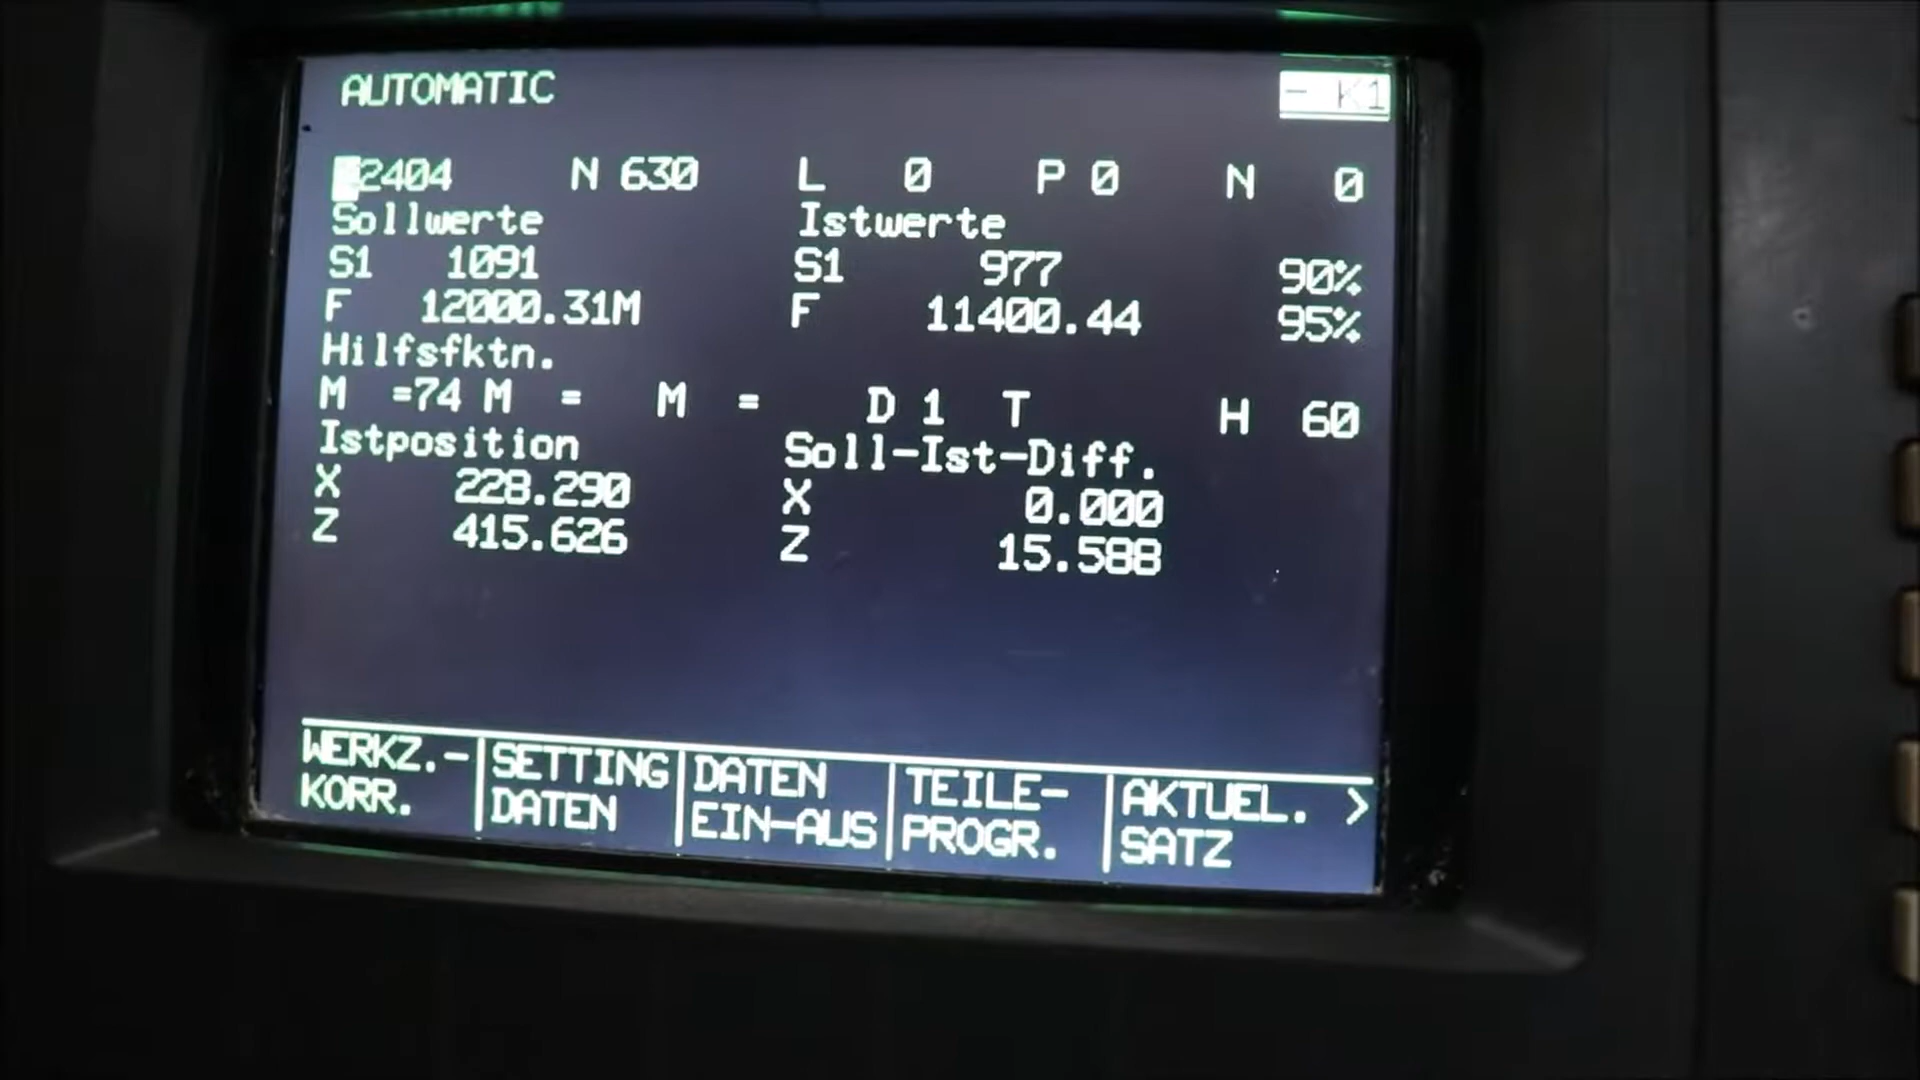 AUTOMATIC - K1
2404 N 630 L 0 P 0 N 0
Sollwerte Istwerte
S1 1091 S1 977 90%
F 12000.31M F 11400.44 95%
Hilfsfktn.
M =74 M = M = D 1 T H 60
Istposition Soll-Ist-Diff.
X 228.290 X 0.000
Z 415.626 Z 15.588
WERKZ.- SETTING DATEN TEILE- AKTUEL. >
KORR. DATEN EIN-AUS PROGR. SATZ